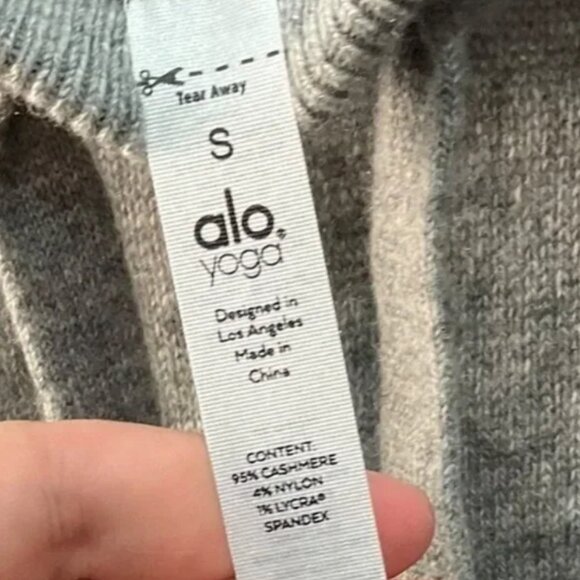 Tear Away
S
alo
yoga
Designed in
Los Angeles
Made in
China
CONTENT:
95% CASHMERE
4% NYLON
1% LYCRA®
SPANDEX